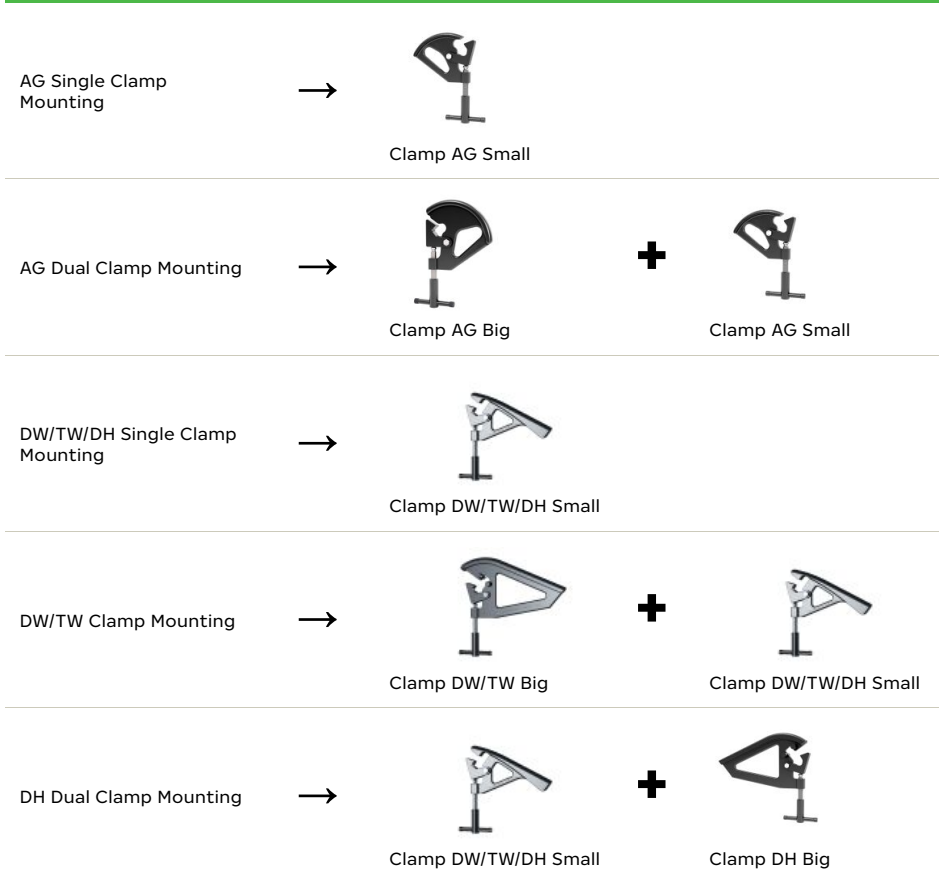 AG Single Clamp
Mounting
→
Clamp AG Small
AG Dual Clamp Mounting
→
+
Clamp AG Big
Clamp AG Small
DW/TW/DH Single Clamp
Mounting
→
Clamp DW/TW/DH Small
DW/TW Clamp Mounting
→
+
Clamp DW/TW Big
Clamp DW/TW/DH Small
DH Dual Clamp Mounting
→
+
Clamp DW/TW/DH Small
Clamp DH Big